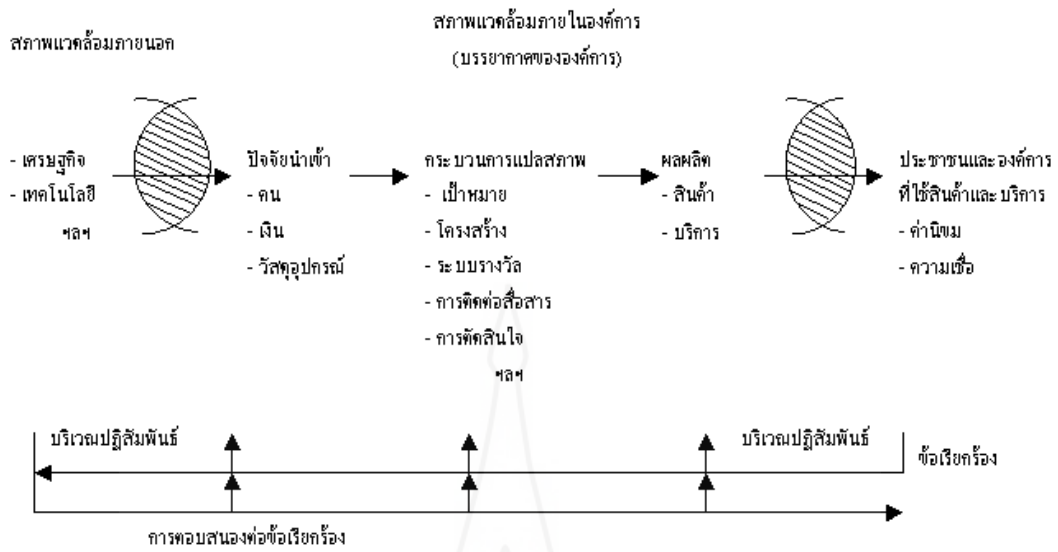 สภาพแวดล้อมภายนอก
สภาพแวดล้อมภายในองค์การ
(บรรยากาศขององค์การ)
- เศรษฐกิจ
- เทคโนโลยี
ฯลฯ
ปัจจัยนำเข้า
- คน
- เงิน
- วัสดุอุปกรณ์
กระบวนการแปลสภาพ
- เป้าหมาย
- โครงสร้าง
- ระบบรางวัล
- การติดต่อสื่อสาร
- การตัดสินใจ
ฯลฯ
ผลผลิต
- สินค้า
- บริการ
ประชาชนและองค์การ
ที่ใช้สินค้าและบริการ
- ค่านิยม
- ความเชื่อ
บริเวณปฏิสัมพันธ์
บริเวณปฏิสัมพันธ์
ข้อเรียกร้อง
การตอบสนองต่อข้อเรียกร้อง